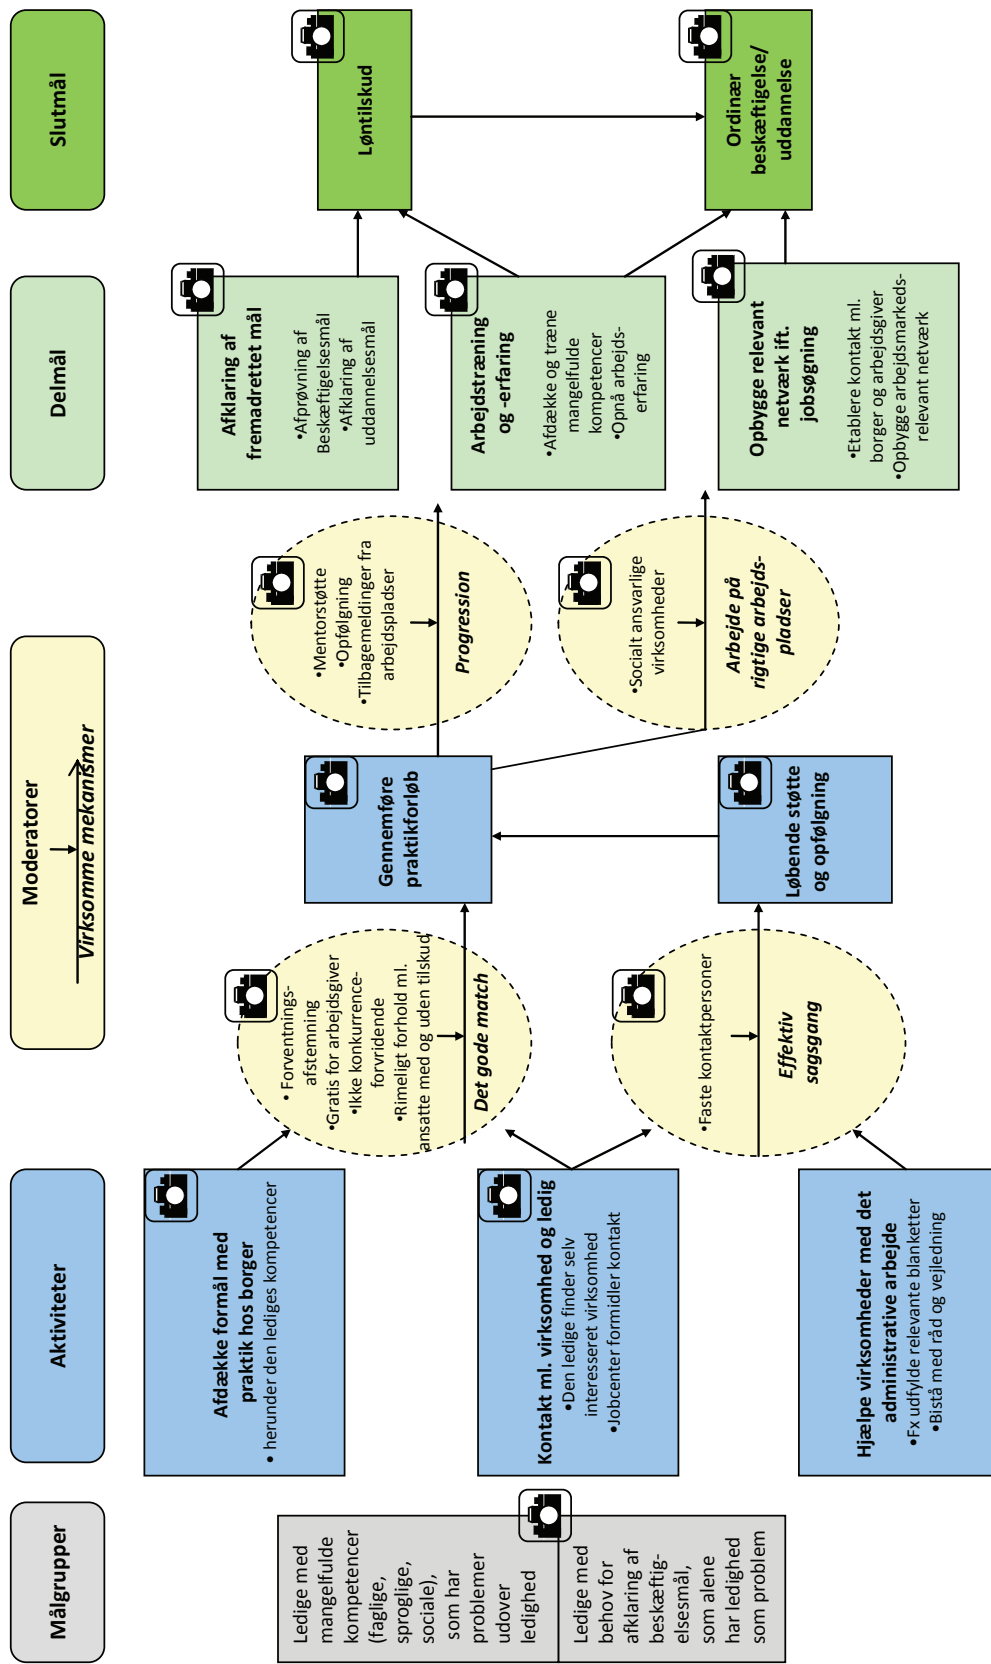 Målgrupper
Aktiviteter
Moderatorer
Virksomme mekanismer
Delmål
Slutmål
Ledige med
mangelfulde
kompetencer
(faglige,
sproglige,
sociale),
som har
problemer
udover
ledighed
Ledige med
behov for
afklaring af
beskæftig-
elsesmål,
som alene
har ledighed
som problem
Afdække formål med
praktik hos borger
• herunder den lediges kompetencer
Kontakt ml. virksomhed og ledig
•Den ledige finder selv
interesseret virksomhed
•Jobcenter formidler kontakt
Hjælpe virksomheder med det
administrative arbejde
•Fx udfylde relevante blanketter
•Bistå med råd og vejledning
• Forventnings-
afstemning
•Gratis for arbejdsgiver
•Ikke konkurrence-
forvridende
•Rimeligt forhold ml.
ansatte med og uden tilskud
Det gode match
•Faste kontaktpersoner
Effektiv
sagsgang
Gennemføre
praktikforløb
Løbende støtte
og opfølgning
•Mentorstøtte
•Opfølgning
•Tilbagemeldinger fra
arbejdspladser
Progression
•Socialt ansvarlige
virksomheder
Arbejde på
rigtige arbejds-
pladser
Afklaring af
fremadrettet mål
•Afprøvning af
Beskæftigelsesmål
•Afklaring af
uddannelsesmål
Arbejdstræning
og -erfaring
•Afdække og træne
mangelfulde
kompetencer
•Opnå arbejds-
erfaring
Opbygge relevant
netværk ift.
jobsøgning
•Etablere kontakt ml.
borger og arbejdsgiver
•Opbygge arbejdsmarkeds-
relevant netværk
Løntilskud
Ordinær
beskæftigelse/
uddannelse